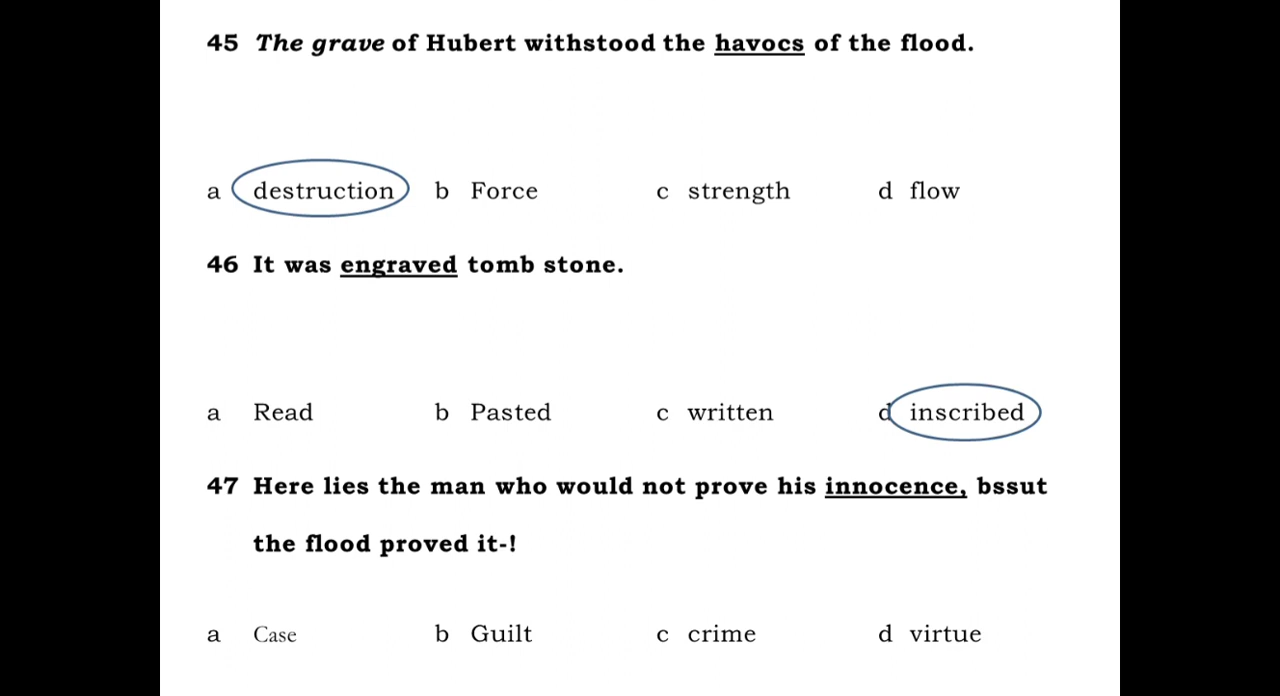 45 The grave of Hubert withstood the havocs of the flood.
a destruction b Force c strength d flow
46 It was engraved tomb stone.
a Read b Pasted c written d inscribed
47 Here lies the man who would not prove his innocence, bssut
the flood proved it-!
a Case b Guilt c crime d virtue